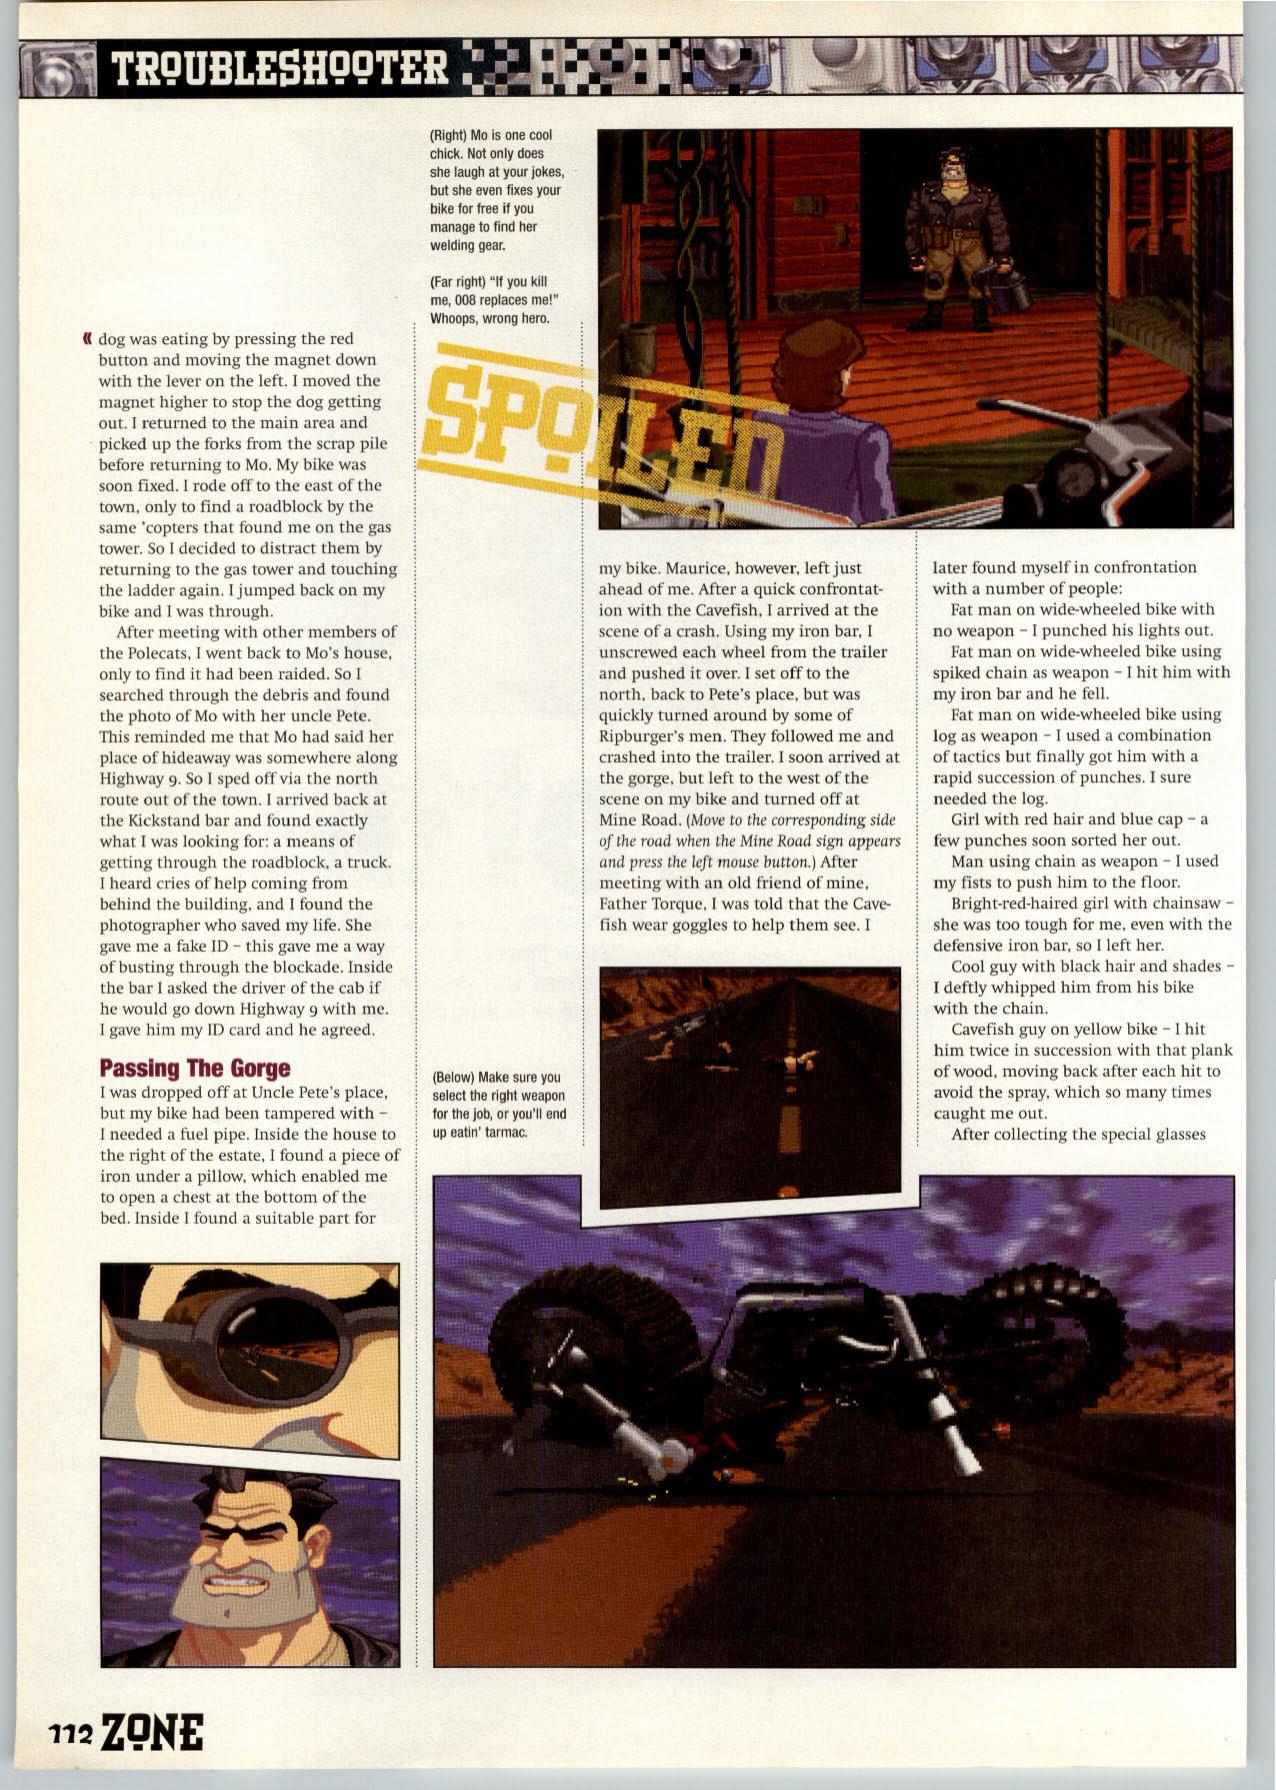 TROUBLESHOOTER
(Right) Mo is one cool
chick. Not only does
she laugh at your jokes,
but she even fixes your
bike for free if you
manage to find her
welding gear.
(Far right) “If you kill
me, 008 replaces me!”
Whoops, wrong hero.
SPOILED
« dog was eating by pressing the red
button and moving the magnet down
with the lever on the left. I moved the
magnet higher to stop the dog getting
out. I returned to the main area and
picked up the forks from the scrap pile
before returning to Mo. My bike was
soon fixed. I rode off to the east of the
town, only to find a roadblock by the
same ’copters that found me on the gas
tower. So I decided to distract them by
returning to the gas tower and touching
the ladder again. I jumped back on my
bike and I was through.
After meeting with other members of
the Polecats, I went back to Mo’s house,
only to find it had been raided. So I
searched through the debris and found
the photo of Mo with her uncle Pete.
This reminded me that Mo had said her
place of hideaway was somewhere along
Highway 9. So I sped off via the north
route out of the town. I arrived back at
the Kickstand bar and found exactly
what I was looking for: a means of
getting through the roadblock, a truck.
I heard cries of help coming from
behind the building, and I found the
photographer who saved my life. She
gave me a fake ID – this gave me a way
of busting through the blockade. Inside
the bar I asked the driver of the cab if
he would go down Highway 9 with me.
I gave him my ID card and he agreed.
Passing The Gorge
I was dropped off at Uncle Pete’s place,
but my bike had been tampered with –
I needed a fuel pipe. Inside the house to
the right of the estate, I found a piece of
iron under a pillow, which enabled me
to open a chest at the bottom of the
bed. Inside I found a suitable part for
my bike. Maurice, however, left just
ahead of me. After a quick confrontat-
ion with the Cavefish, I arrived at the
scene of a crash. Using my iron bar, I
unscrewed each wheel from the trailer
and pushed it over. I set off to the
north, back to Pete’s place, but was
quickly turned around by some of
Ripburger’s men. They followed me and
crashed into the trailer. I soon arrived at
the gorge, but left to the west of the
scene on my bike and turned off at
Mine Road. (Move to the corresponding side
of the road when the Mine Road sign appears
and press the left mouse button.) After
meeting with an old friend of mine,
Father Torque, I was told that the Cave-
fish wear goggles to help them see. I
later found myself in confrontation
with a number of people:
Fat man on wide-wheeled bike with
no weapon – I punched his lights out.
Fat man on wide-wheeled bike using
spiked chain as weapon – I hit him with
my iron bar and he fell.
Fat man on wide-wheeled bike using
log as weapon – I used a combination
of tactics but finally got him with a
rapid succession of punches. I sure
needed the log.
Girl with red hair and blue cap – a
few punches soon sorted her out.
Man using chain as weapon – I used
my fists to push him to the floor.
Bright-red-haired girl with chainsaw –
she was too tough for me, even with the
defensive iron bar, so I left her.
Cool guy with black hair and shades –
I deftly whipped him from his bike
with the chain.
Cavefish guy on yellow bike – I hit
him twice in succession with that plank
of wood, moving back after each hit to
avoid the spray, which so many times
caught me out.
After collecting the special glasses
(Below) Make sure you
select the right weapon
for the job, or you’ll end
up eatin’ tarmac.
112 ZONE